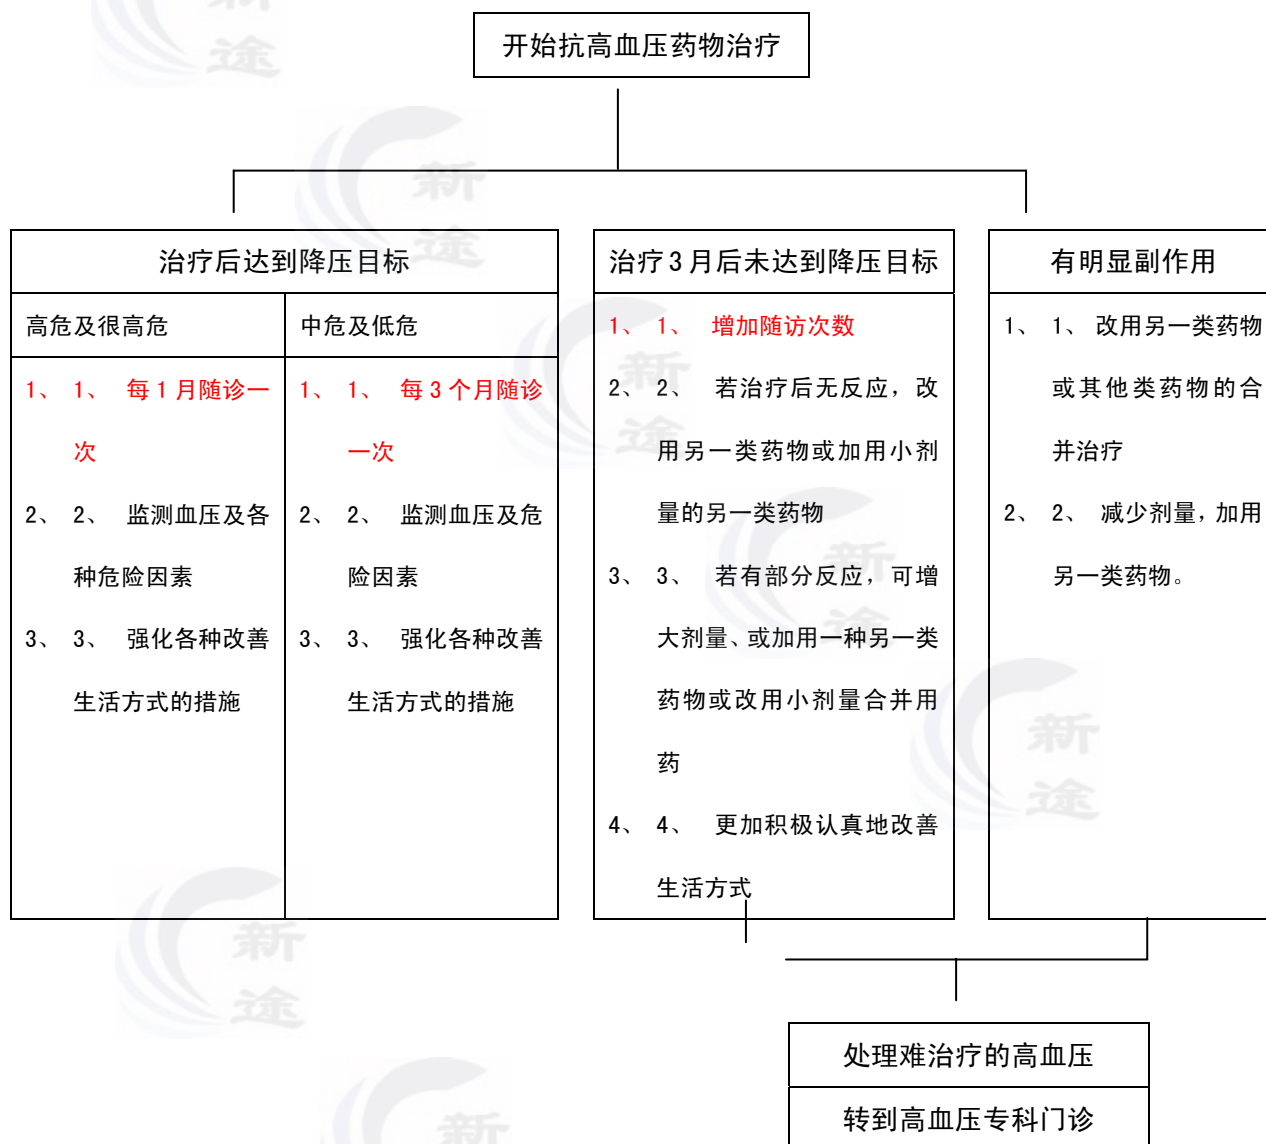 开始抗高血压药物治疗
治疗后达到降压目标
高危及很高危
1、 1、 每1月随诊一
次
2、 2、 监测血压及各
种危险因素
3、 3、 强化各种改善
生活方式的措施
中危及低危
1、 1、 每3个月随诊
一次
2、 2、 监测血压及危
险因素
3、 3、 强化各种改善
生活方式的措施
治疗3月后未达到降压目标
1、 1、 增加随访次数
2、 2、 若治疗后无反应，改
用另一类药物或加用小剂
量的另一类药物
3、 3、 若有部分反应，可增
大剂量、或加用一种另一类
药物或改用小剂量合并用
药
4、 4、 更加积极认真地改善
生活方式
有明显副作用
1、 1、 改用另一类药物
或其他类药物的合
并治疗
2、 2、 减少剂量，加用
另一类药物。
处理难治疗的高血压
转到高血压专科门诊
新
途
新
途
新
途
新
途
新
途
新
途
新